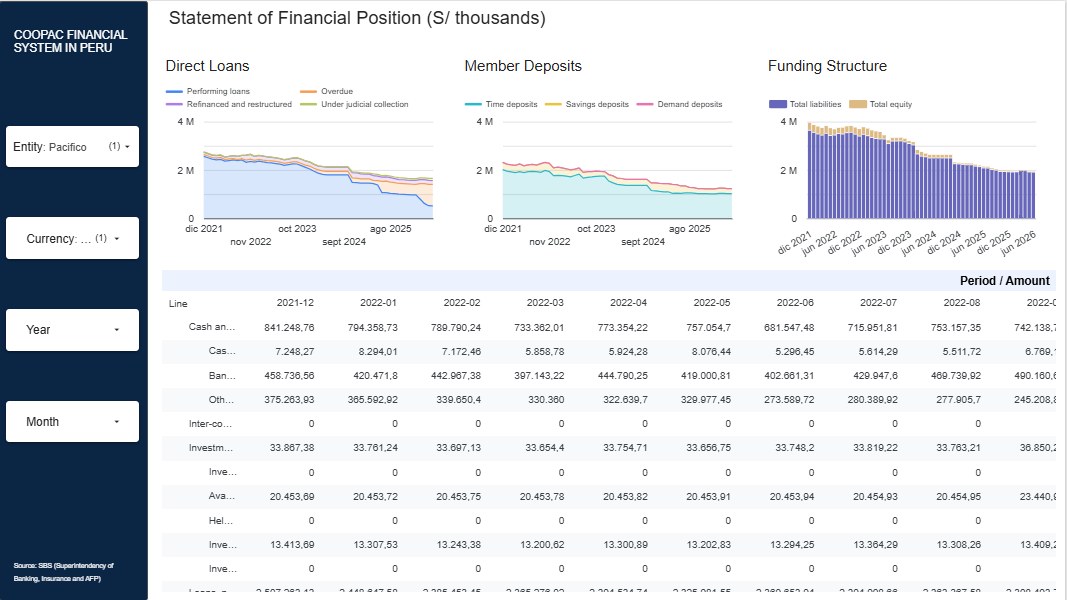 COOPAC FINANCIAL
SYSTEM IN PERU
Entity: Pacifico (1)
Currency: ... (1)
Year
Month
Source: SBS (Superintendency of
Banking, Insurance and AFP)
Statement of Financial Position (S/ thousands)
Direct Loans
Performing loans Overdue
Refinanced and restructured Under judicial collection
4 M
2 M
0
dic 2021 oct 2023 ago 2025
nov 2022 sept 2024
Member Deposits
Time deposits Savings deposits Demand deposits
4 M
2 M
0
dic 2021 oct 2023 ago 2025
nov 2022 sept 2024
Funding Structure
Total liabilities Total equity
4 M
2 M
0
dic 2021 jun 2022 dic 2022 jun 2023 dic 2023 jun 2024 dic 2024 jun 2025 dic 2025 jun 2026
Period / Amount
Line 2021-12 2022-01 2022-02 2022-03 2022-04 2022-05 2022-06 2022-07 2022-08
Cash an... 841.248,76 794.358,73 789.790,24 733.362,01 773.354,22 757.054,7 681.547,48 715.951,81 753.157,35
Cas... 7.248,27 8.294,01 7.172,46 5.858,78 5.924,28 8.076,44 5.296,45 5.614,29 5.511,72
Ban... 458.736,56 420.471,8 442.967,38 397.143,22 444.790,25 419.000,81 402.661,31 429.947,6 469.739,92
Oth... 375.263,93 365.592,92 339.650,4 330.360 322.639,7 329.977,45 273.589,72 280.389,92 277.905,7
Inter-co... 0 0 0 0 0 0 0 0 0
Investm... 33.867,38 33.761,24 33.697,13 33.654,4 33.754,71 33.656,75 33.748,2 33.819,22 33.763,21
Inve... 0 0 0 0 0 0 0 0 0
Ava... 20.453,69 20.453,72 20.453,75 20.453,78 20.453,82 20.453,91 20.453,94 20.454,93 20.454,95
Hel... 0 0 0 0 0 0 0 0 0
Inve... 13.413,69 13.307,53 13.243,38 13.200,62 13.300,89 13.202,83 13.294,25 13.364,29 13.308,26
Inve... 0 0 0 0 0 0 0 0 0